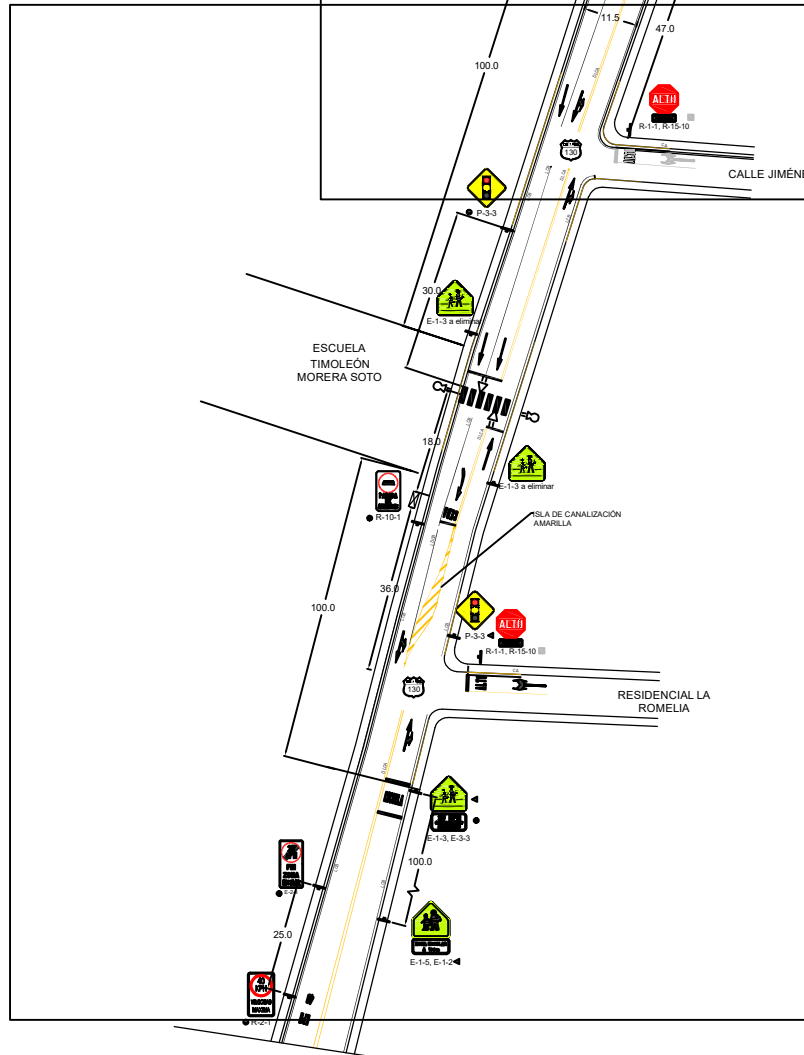 11.5
47.0
100.0
ALTO
R-1-1, R-15-10
130
CALLE JIMÉNE
P-3-3
30.0
E-1-3 a eliminar
ESCUELA
TIMOLEÓN
MORERA SOTO
18.0
E-1-3 a eliminar
R-10-1
ISLA DE CANALIZACIÓN
AMARILLA
36.0
100.0
P-3-3
ALTO
R-1-1, R-15-10
130
RESIDENCIAL LA
ROMELIA
E-1-3, E-3-3
100.0
25.0
E-1-5, E-1-2
40
KPH
R-2-1